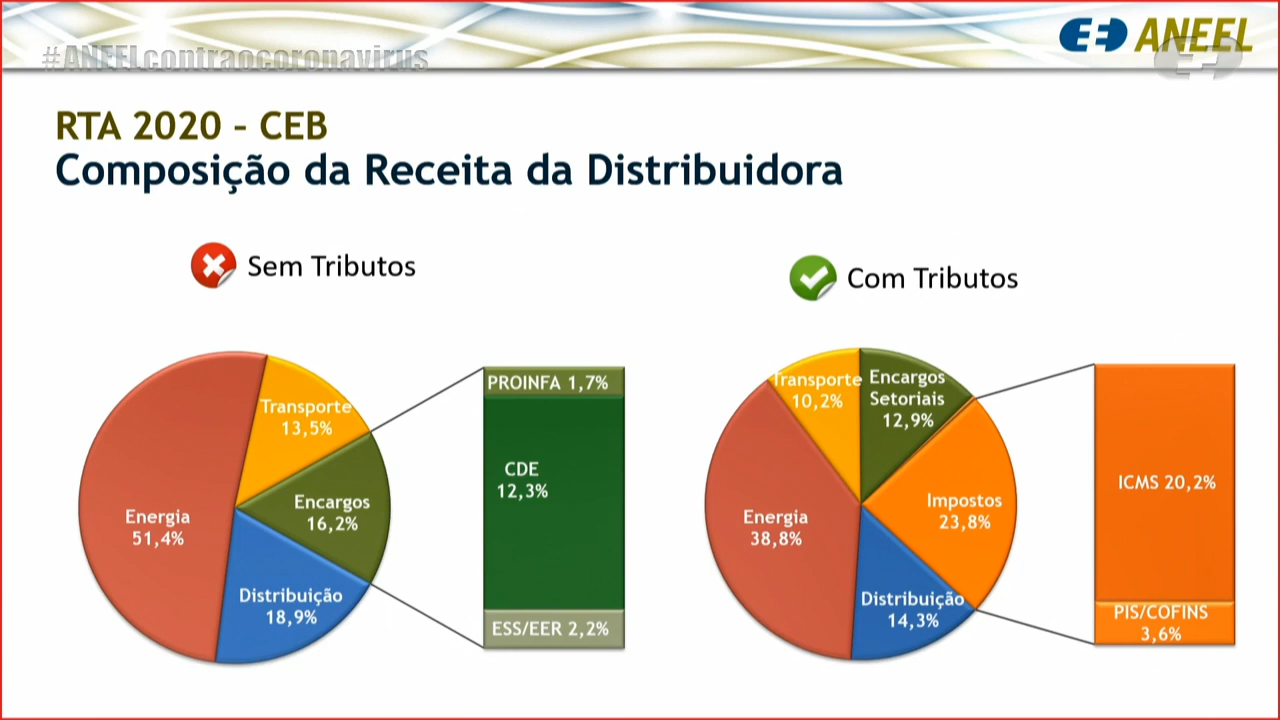 #ANEELcontraocoronavirus
ANEEL
RTA 2020 – CEB
Composição da Receita da Distribuidora
Sem Tributos
Transporte
13,5%
Encargos
16,2%
Energia
51,4%
Distribuição
18,9%
PROINFA 1,7%
CDE
12,3%
ESS/EER 2,2%
Com Tributos
Transporte
10,2%
Encargos
Setoriais
12,9%
Impostos
23,8%
Energia
38,8%
Distribuição
14,3%
ICMS 20,2%
PIS/COFINS
3,6%